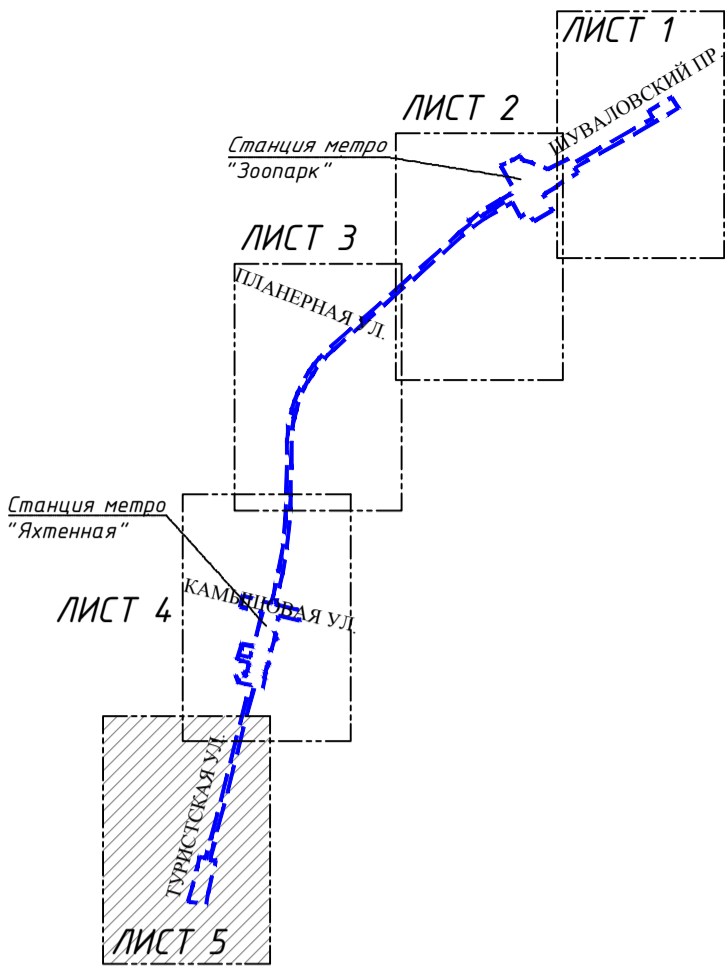 ЛИСТ 1
ШУВАЛОВСКИЙ ПР.
ЛИСТ 2
Станция метро
"Зоопарк"
ЛИСТ 3
ПЛАНЕРНАЯ УЛ.
Станция метро
"Яхтенная"
КАМЫШОВАЯ УЛ.
ЛИСТ 4
ТУРИСТСКАЯ УЛ.
ЛИСТ 5